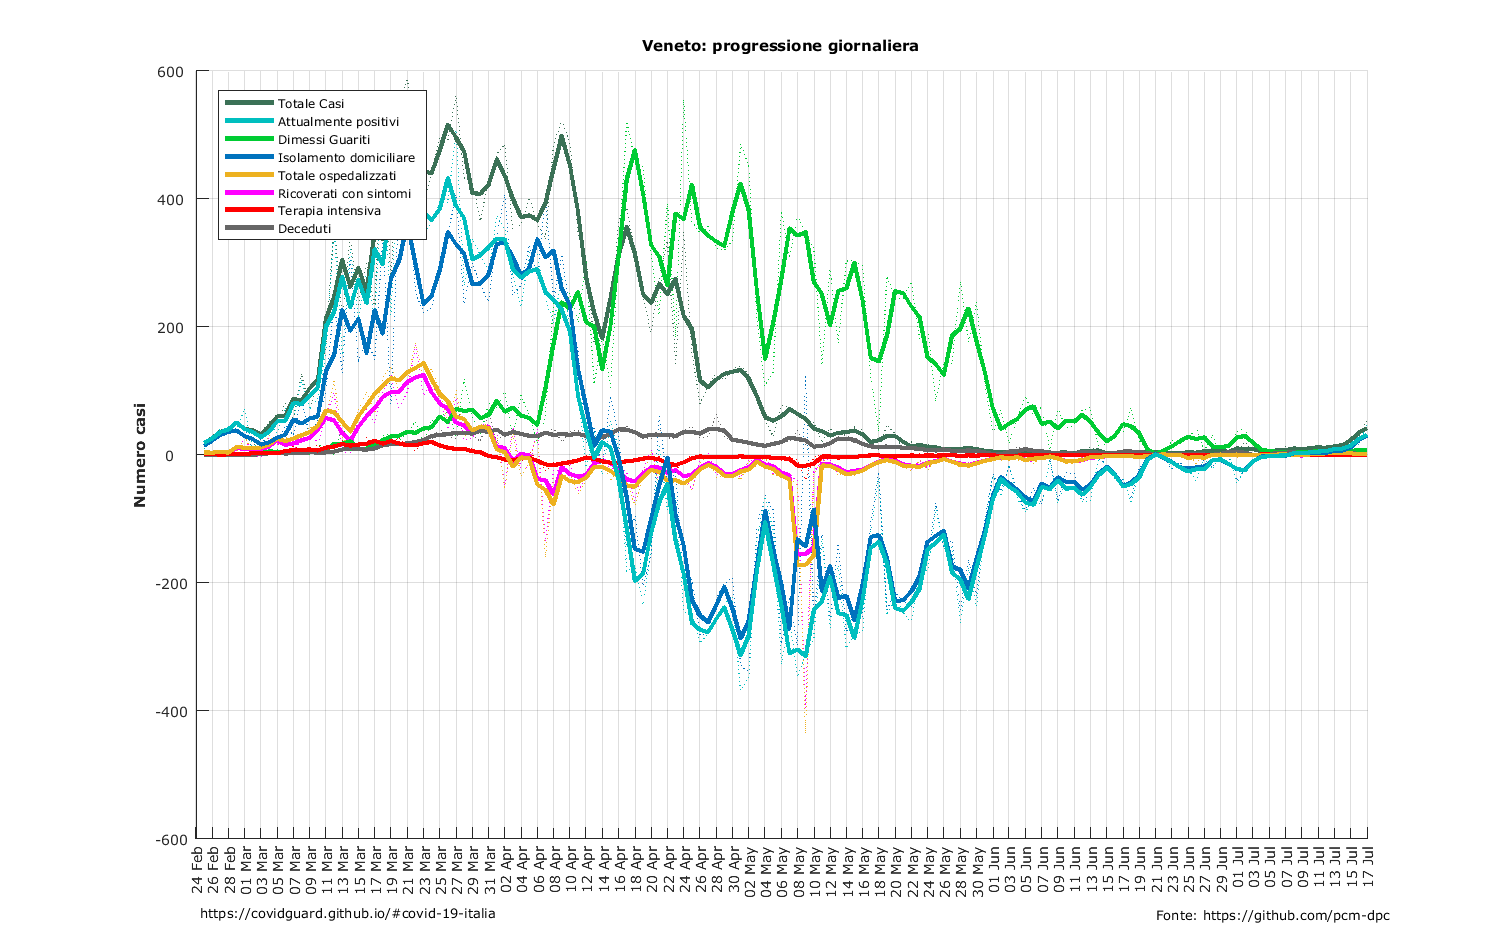 Veneto: progressione giornaliera
600
400
200
0
-200
-400
-600
Numero casi
Totale Casi
Attualmente positivi
Dimessi Guariti
Isolamento domiciliare
Totale ospedalizzati
Ricoverati con sintomi
Terapia intensiva
Deceduti
24 Feb
26 Feb
28 Feb
01 Mar
03 Mar
05 Mar
07 Mar
09 Mar
11 Mar
13 Mar
15 Mar
17 Mar
19 Mar
21 Mar
23 Mar
25 Mar
27 Mar
29 Mar
31 Mar
02 Apr
04 Apr
06 Apr
08 Apr
10 Apr
12 Apr
14 Apr
16 Apr
18 Apr
20 Apr
22 Apr
24 Apr
26 Apr
28 Apr
30 Apr
02 May
04 May
06 May
08 May
10 May
12 May
14 May
16 May
18 May
20 May
22 May
24 May
26 May
28 May
30 May
01 Jun
03 Jun
05 Jun
07 Jun
09 Jun
11 Jun
13 Jun
15 Jun
17 Jun
19 Jun
21 Jun
23 Jun
25 Jun
27 Jun
29 Jun
01 Jul
03 Jul
05 Jul
07 Jul
09 Jul
11 Jul
13 Jul
15 Jul
17 Jul
https://covidguard.github.io/#covid-19-italia
Fonte: https://github.com/pcm-dpc